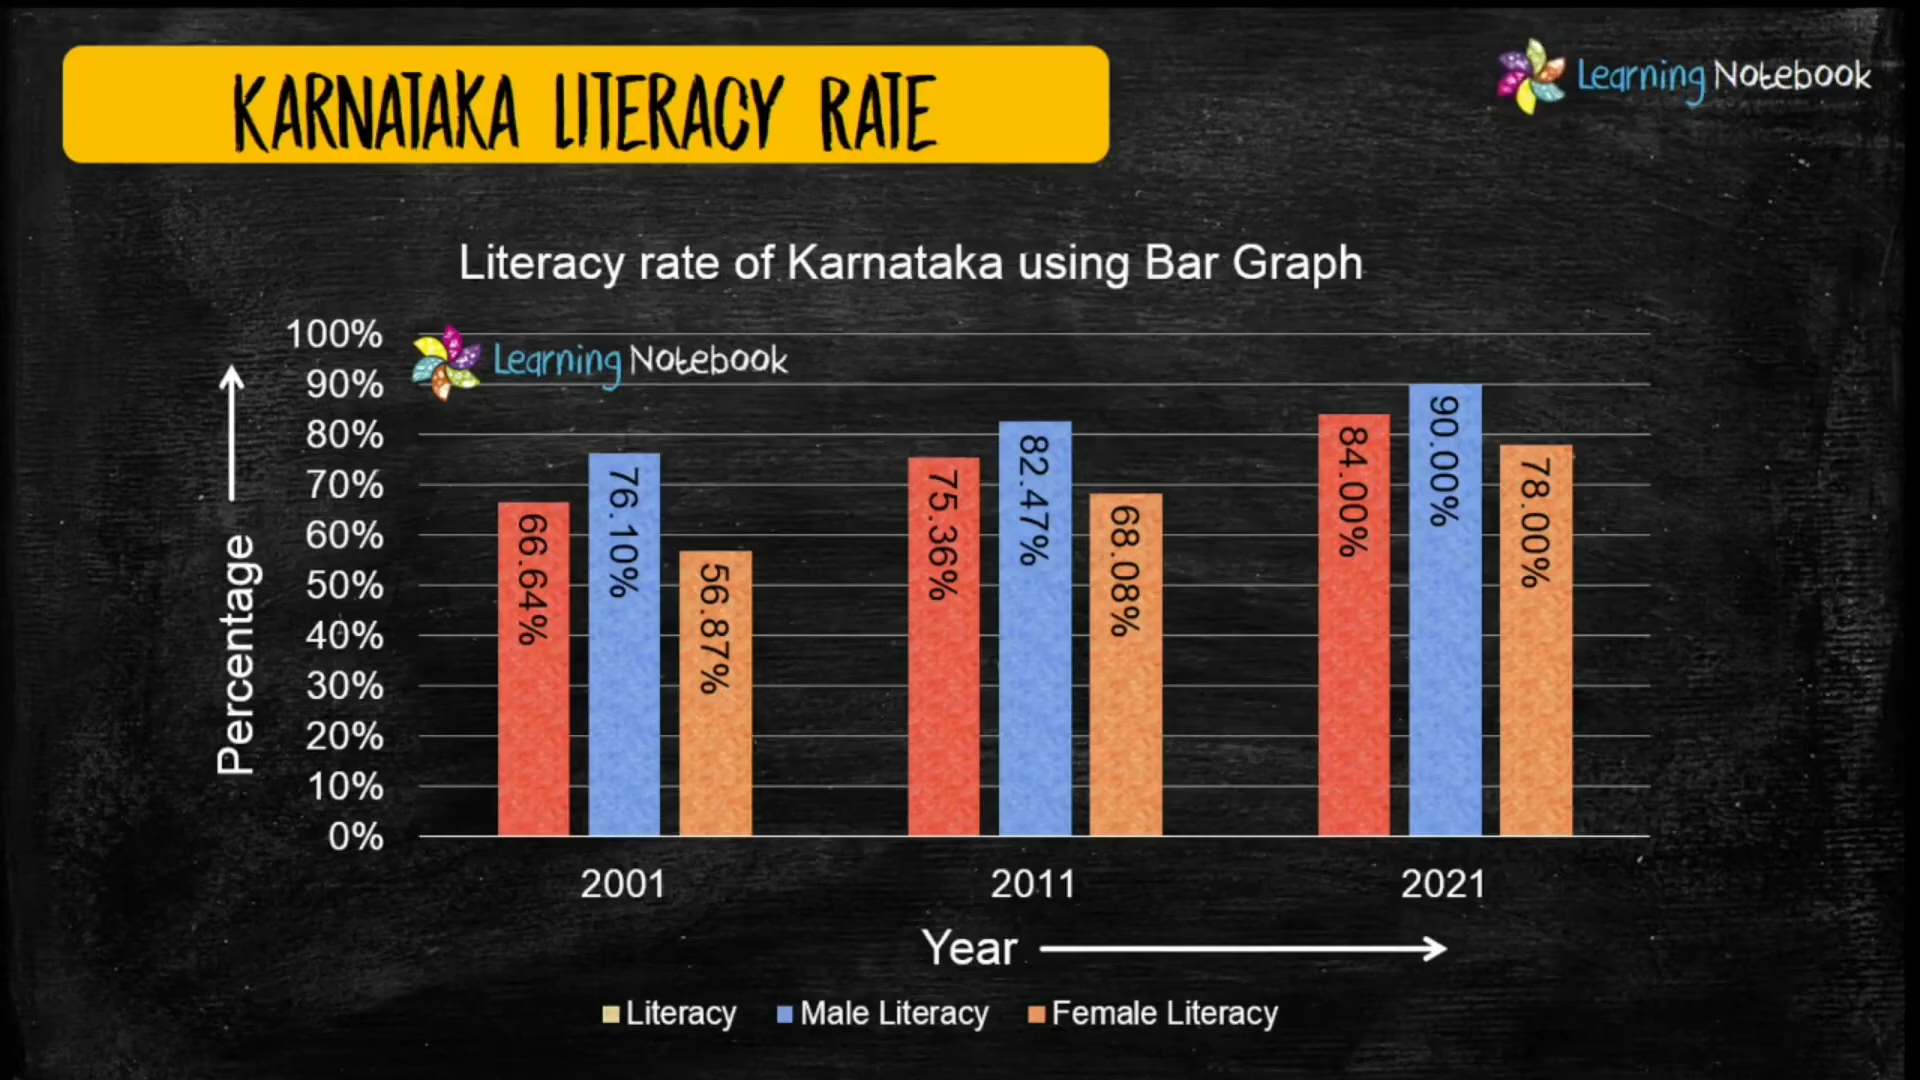 KARNATAKA LITERACY RATE
Learning Notebook
Literacy rate of Karnataka using Bar Graph
Learning Notebook
100%
90%
80%
70%
60%
50%
40%
30%
20%
10%
0%
Percentage
66.64%
76.10%
56.87%
75.36%
82.47%
68.08%
84.00%
90.00%
78.00%
2001
2011
2021
Year
Literacy
Male Literacy
Female Literacy